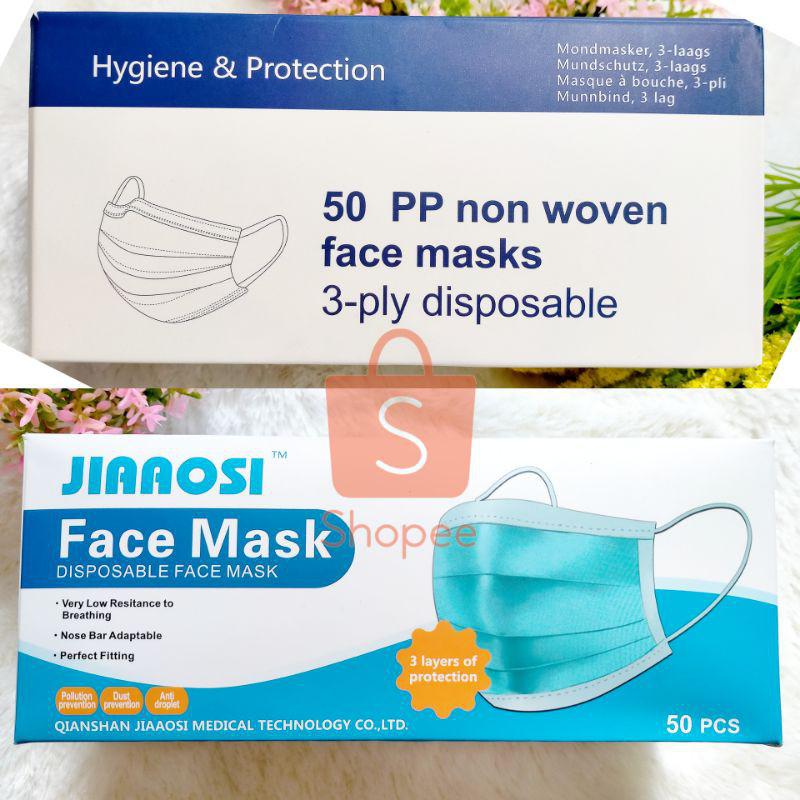 Hygiene & Protection
Mondmasker, 3-laags
Mundschutz, 3-laags
Masque à bouche, 3-pli
Munnbind, 3 lag
50 PP non woven
face masks
3-ply disposable
S
Shopee
JIAAOSI™
Face Mask
DISPOSABLE FACE MASK
· Very Low Resitance to
Breathing
· Nose Bar Adaptable
· Perfect Fitting
3 layers of
protection
Pollution
prevention
Dust
prevention
Anti
droplet
QIANSHAN JIAAOSI MEDICAL TECHNOLOGY CO.,LTD.
50 PCS